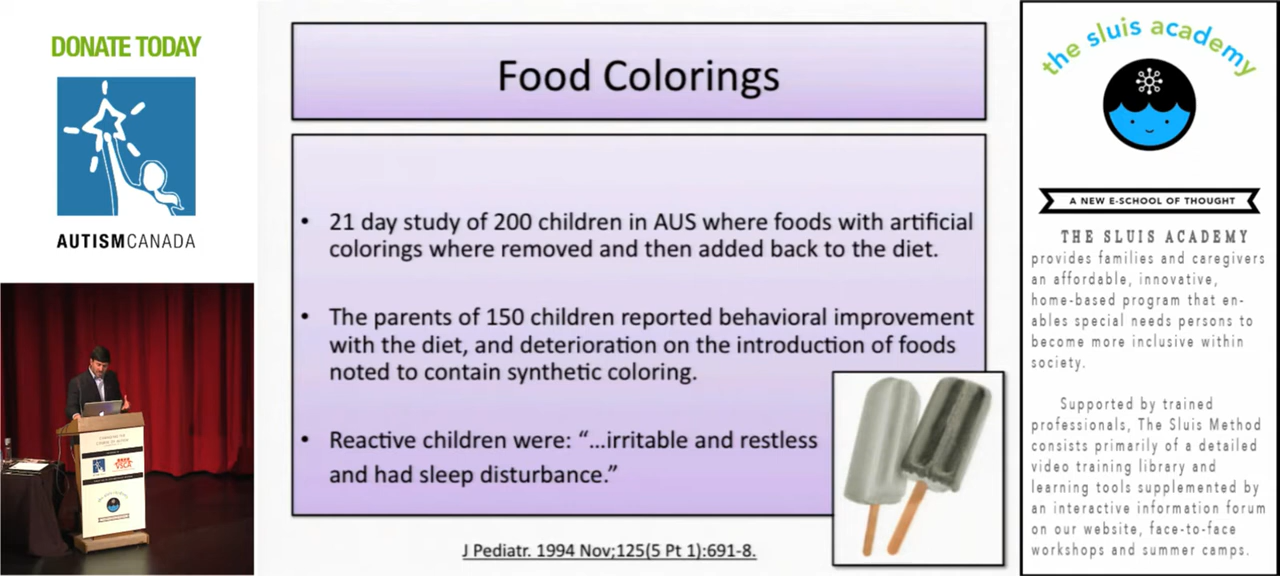 DONATE TODAY
AUTISMCANADA
Food Colorings
• 21 day study of 200 children in AUS where foods with artificial
colorings where removed and then added back to the diet.
• The parents of 150 children reported behavioral improvement
with the diet, and deterioration on the introduction of foods
noted to contain synthetic coloring.
• Reactive children were: “…irritable and restless
and had sleep disturbance.”
J Pediatr. 1994 Nov;125(5 Pt 1):691-8.
the sluis academy
A NEW E-SCHOOL OF THOUGHT
THE SLUIS ACADEMY
provides families and caregivers
an affordable, innovative,
home-based program that en-
ables special needs persons to
become more inclusive within
society.
Supported by trained
professionals, The Sluis Method
consists primarily of a detailed
video training library and
learning tools supplemented by
an interactive information forum
on our website, face-to-face
workshops and summer camps.